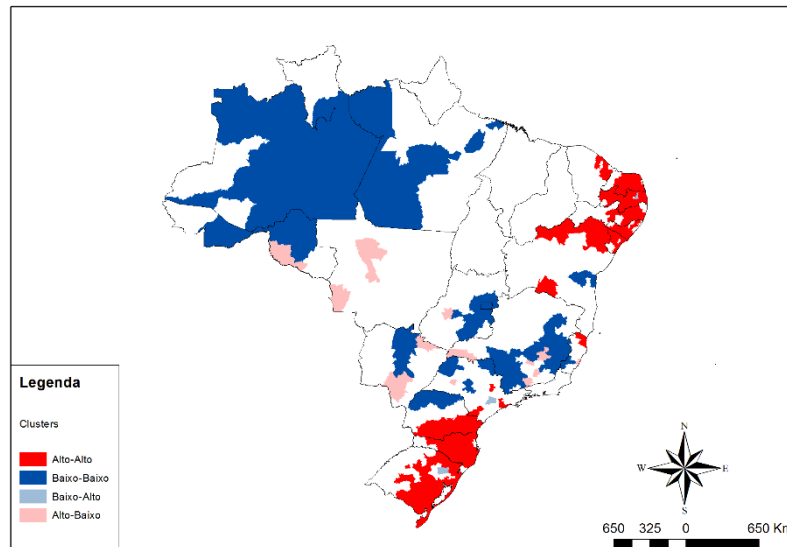 Legenda
Clusters
Alto-Alto
Baixo-Baixo
Baixo-Alto
Alto-Baixo
N
W
E
S
650 325 0 650 Km